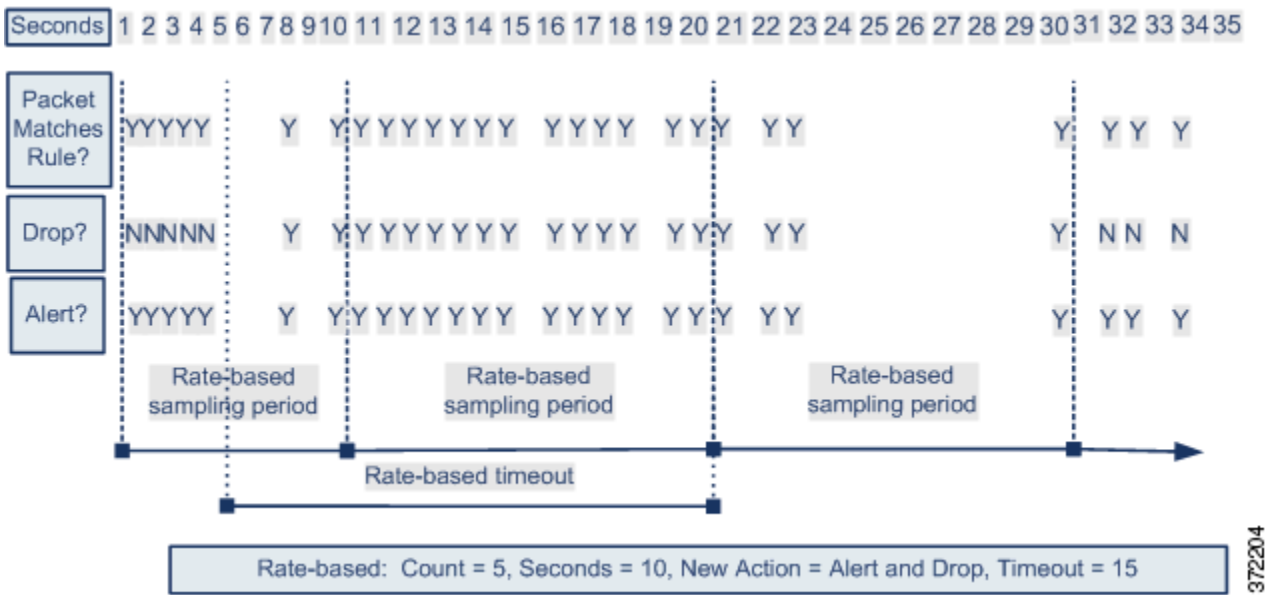 Seconds 1 2 3 4 5 6 7 8 9 10 11 12 13 14 15 16 17 18 19 20 21 22 23 24 25 26 27 28 29 30 31 32 33 34 35
Packet
Matches
Rule?
YYYYY Y Y Y Y Y Y Y Y Y Y Y Y Y Y Y Y Y Y Y Y Y Y
Drop?
NNNNN Y Y Y Y Y Y Y Y Y Y Y Y Y Y Y Y Y Y Y N N N
Alert?
YYYYY Y Y Y Y Y Y Y Y Y Y Y Y Y Y Y Y Y Y Y Y Y Y
Rate-based
sampling period
Rate-based
sampling period
Rate-based
sampling period
Rate-based timeout
Rate-based: Count = 5, Seconds = 10, New Action = Alert and Drop, Timeout = 15
372204